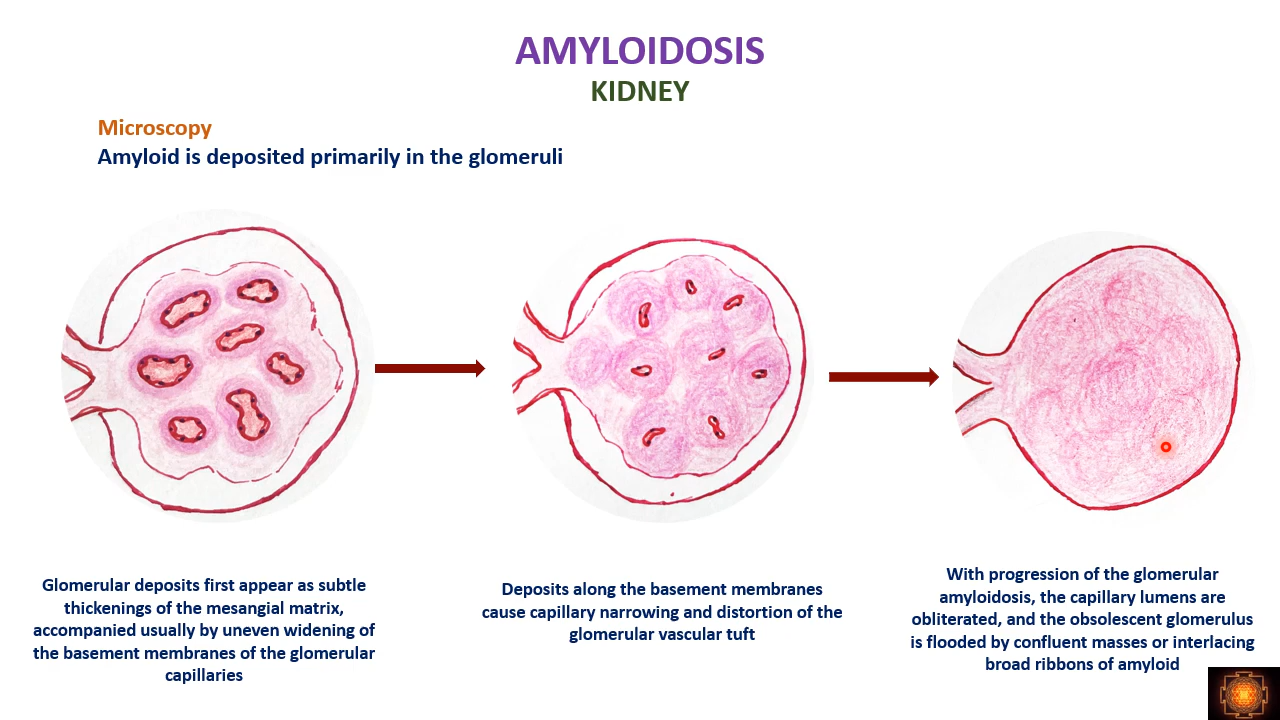 AMYLOIDOSIS
KIDNEY
Microscopy
Amyloid is deposited primarily in the glomeruli
Glomerular deposits first appear as subtle
thickenings of the mesangial matrix,
accompanied usually by uneven widening of
the basement membranes of the glomerular
capillaries
Deposits along the basement membranes
cause capillary narrowing and distortion of the
glomerular vascular tuft
With progression of the glomerular
amyloidosis, the capillary lumens are
obliterated, and the obsolescent glomerulus
is flooded by confluent masses or interlacing
broad ribbons of amyloid